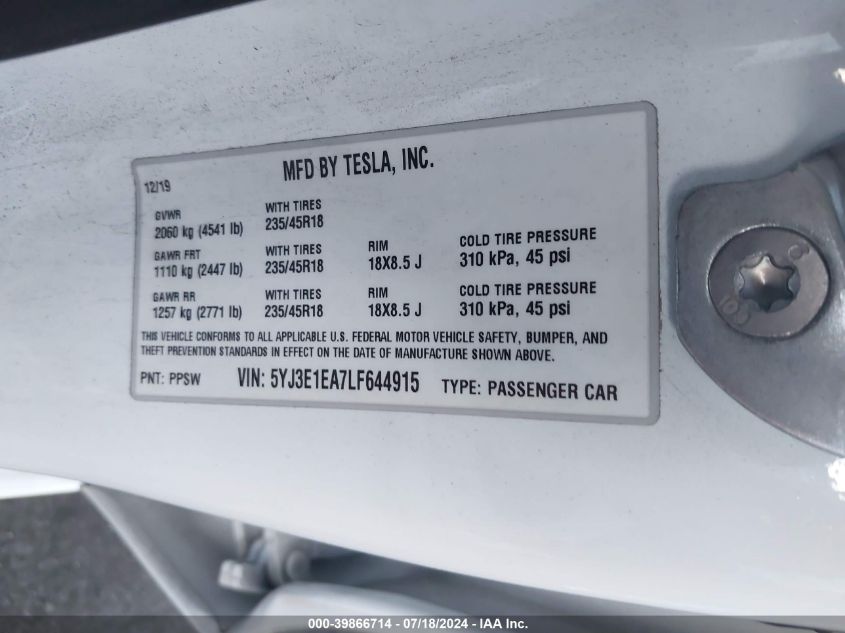 MFD BY TESLA, INC.
12/19
GVWR WITH TIRES
2060 kg (4541 lb) 235/45R18
GAWR FRT WITH TIRES RIM COLD TIRE PRESSURE
1110 kg (2447 lb) 235/45R18 18X8.5 J 310 kPa, 45 psi
GAWR RR WITH TIRES RIM COLD TIRE PRESSURE
1257 kg (2771 lb) 235/45R18 18X8.5 J 310 kPa, 45 psi
THIS VEHICLE CONFORMS TO ALL APPLICABLE U.S. FEDERAL MOTOR VEHICLE SAFETY, BUMPER, AND
THEFT PREVENTION STANDARDS IN EFFECT ON THE DATE OF MANUFACTURE SHOWN ABOVE.
PNT: PPSW VIN: 5YJ3E1EA7LF644915 TYPE: PASSENGER CAR
000-39866714 - 07/18/2024 - IAA Inc.